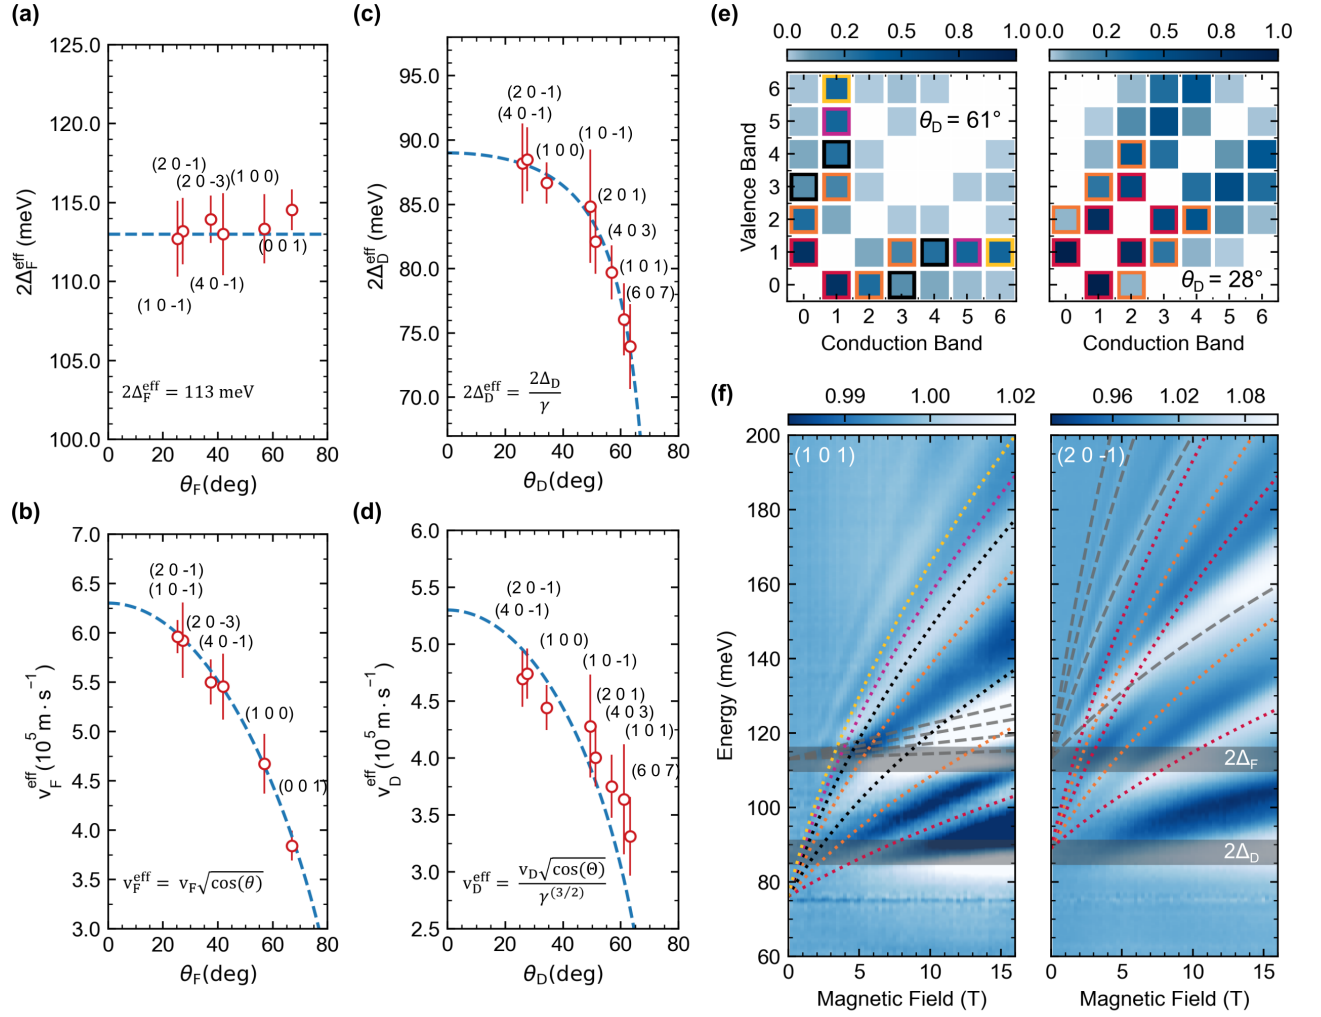 (a)
125.0
120.0
115.0
110.0
105.0
100.0
2Δ_F^eff (meV)
(2 0 -1)
(2 0 -3)
(1 0 0)
(0 0 1)
(4 0 -1)
(1 0 -1)
2Δ_F^eff = 113 meV
0 20 40 60 80
θ_F(deg)
(b)
7.0
6.5
6.0
5.5
5.0
4.5
4.0
3.5
3.0
v_F^eff (10^5 m · s^−1)
(2 0 -1)
(1 0 -1)
(2 0 -3)
(4 0 -1)
(1 0 0)
(0 0 1)
v_F^eff = v_F√cos(θ)
0 20 40 60 80
θ_F(deg)
(c)
95.0
90.0
85.0
80.0
75.0
70.0
2Δ_D^eff (meV)
(2 0 -1)
(4 0 -1)
(1 0 -1)
(1 0 0)
(2 0 1)
(4 0 3)
(1 0 1)
(6 0 7)
2Δ_D^eff = 2Δ_D/γ
0 20 40 60 80
θ_D(deg)
(d)
6.0
5.5
5.0
4.5
4.0
3.5
3.0
2.5
v_D^eff (10^5 m · s^−1)
(2 0 -1)
(4 0 -1)
(1 0 0)
(1 0 -1)
(2 0 1)
(4 0 3)
(1 0 1)
(6 0 7)
v_D^eff = v_D√cos(Θ)/γ^(3/2)
0 20 40 60 80
θ_D(deg)
(e)
0.0 0.2 0.5 0.8 1.0
0.0 0.2 0.5 0.8 1.0
6
5
4
3
2
1
0
Valence Band
θ_D = 61°
θ_D = 28°
0 1 2 3 4 5 6
0 1 2 3 4 5 6
Conduction Band
Conduction Band
(f)
0.99 1.00 1.02
0.96 1.02 1.08
200
180
160
140
120
100
80
60
Energy (meV)
(1 0 1)
(2 0 -1)
2Δ_F
2Δ_D
0 5 10 15
0 5 10 15
Magnetic Field (T)
Magnetic Field (T)